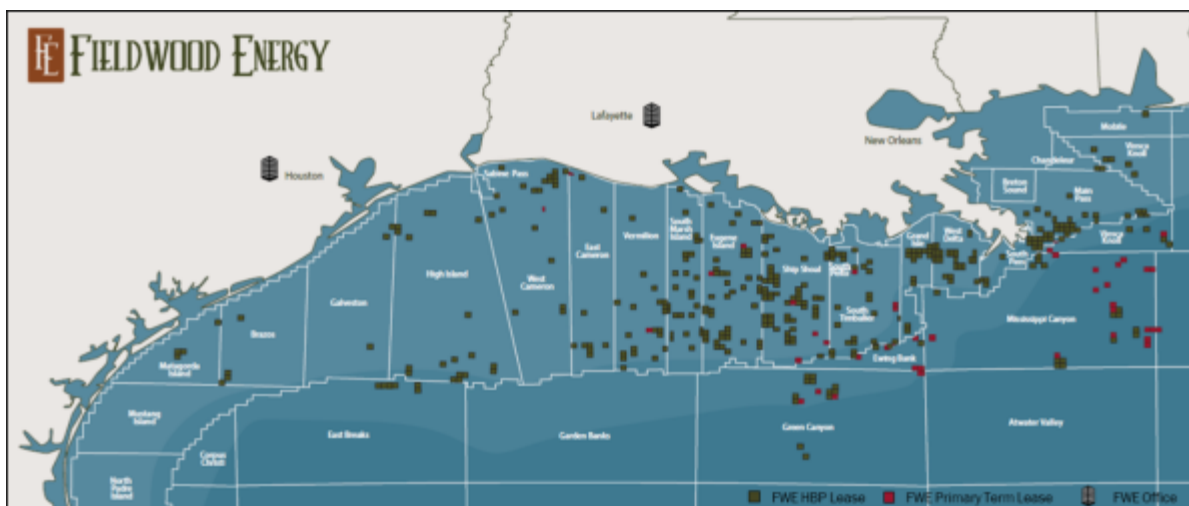 FE FIELDWOOD ENERGY
Lafayette
New Orleans
Houston
Mobile
Viosca
Knoll
Chandeleur
Sabine Pass
Breton
Sound
Main
Pass
South
Marsh
Island
Grand
Isle
West
Delta
Viosca
Knoll
East
Cameron
Vermilion
Eugene
Island
South
Pass
High Island
West
Cameron
Ship Shoal
South
Pelto
Galveston
South
Timbalier
Mississippi Canyon
Brazos
Ewing Bank
Matagorda
Island
Mustang
Island
East Breaks
Garden Banks
Green Canyon
Atwater Valley
Corpus
Christi
North
Padre
Island
FWE HBP Lease
FWE Primary Term Lease
FWE Office